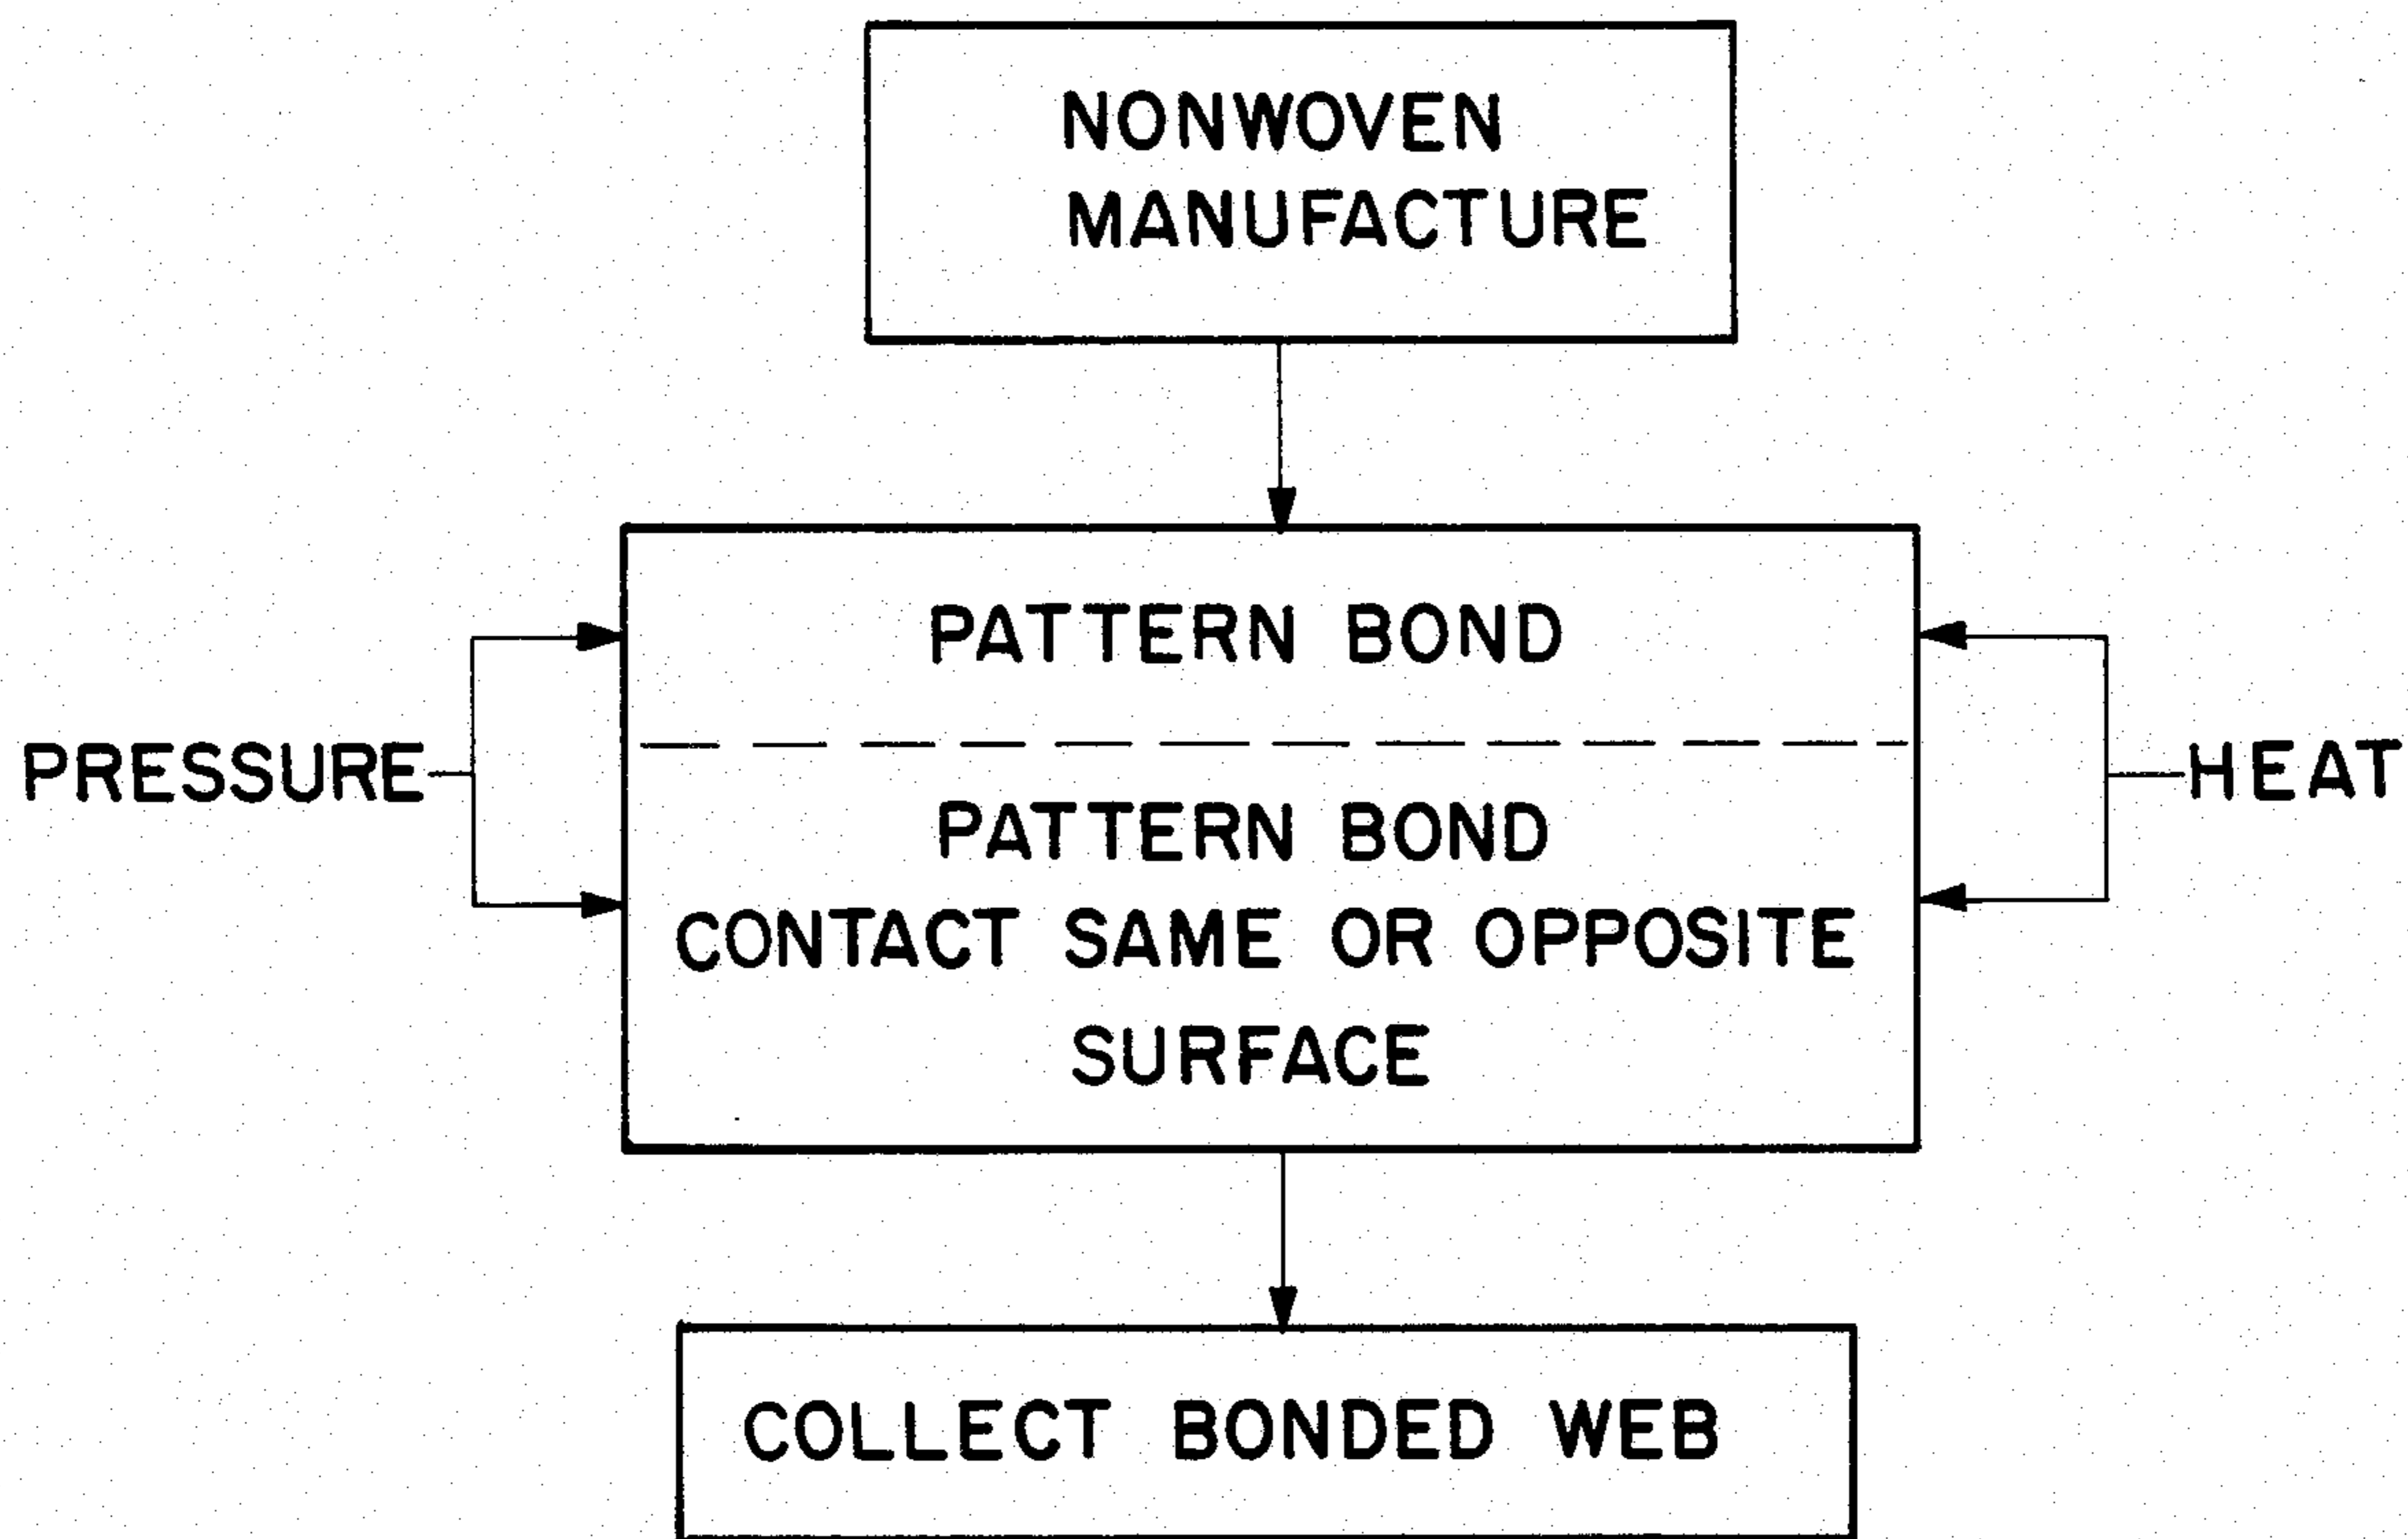 NONWOVEN
MANUFACTURE
PATTERN BOND
PRESSURE
HEAT
PATTERN BOND
CONTACT SAME OR OPPOSITE
SURFACE
COLLECT BONDED WEB